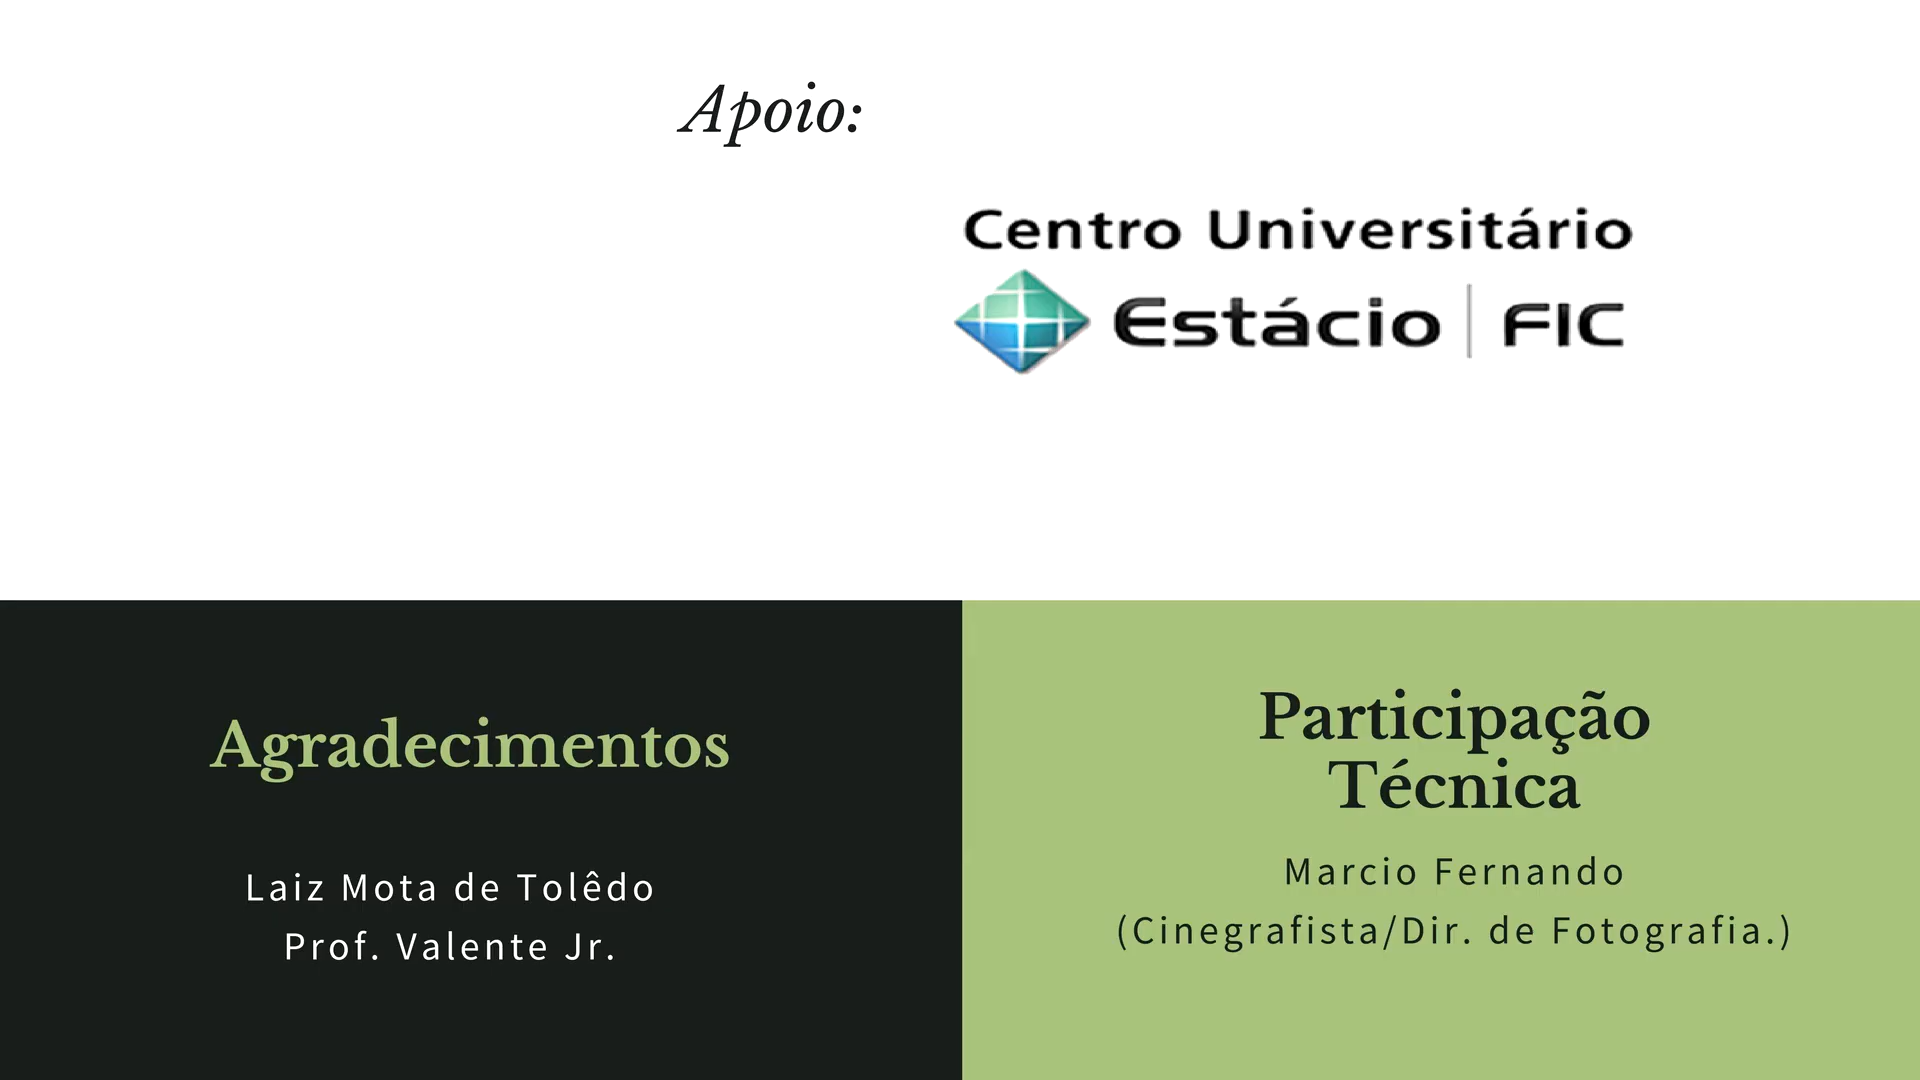 Apoio:
Centro Universitário
Estácio | FIC
Agradecimentos
Laiz Mota de Tolêdo
Prof. Valente Jr.
Participação
Técnica
Marcio Fernando
(Cinegrafista/Dir. de Fotografia.)